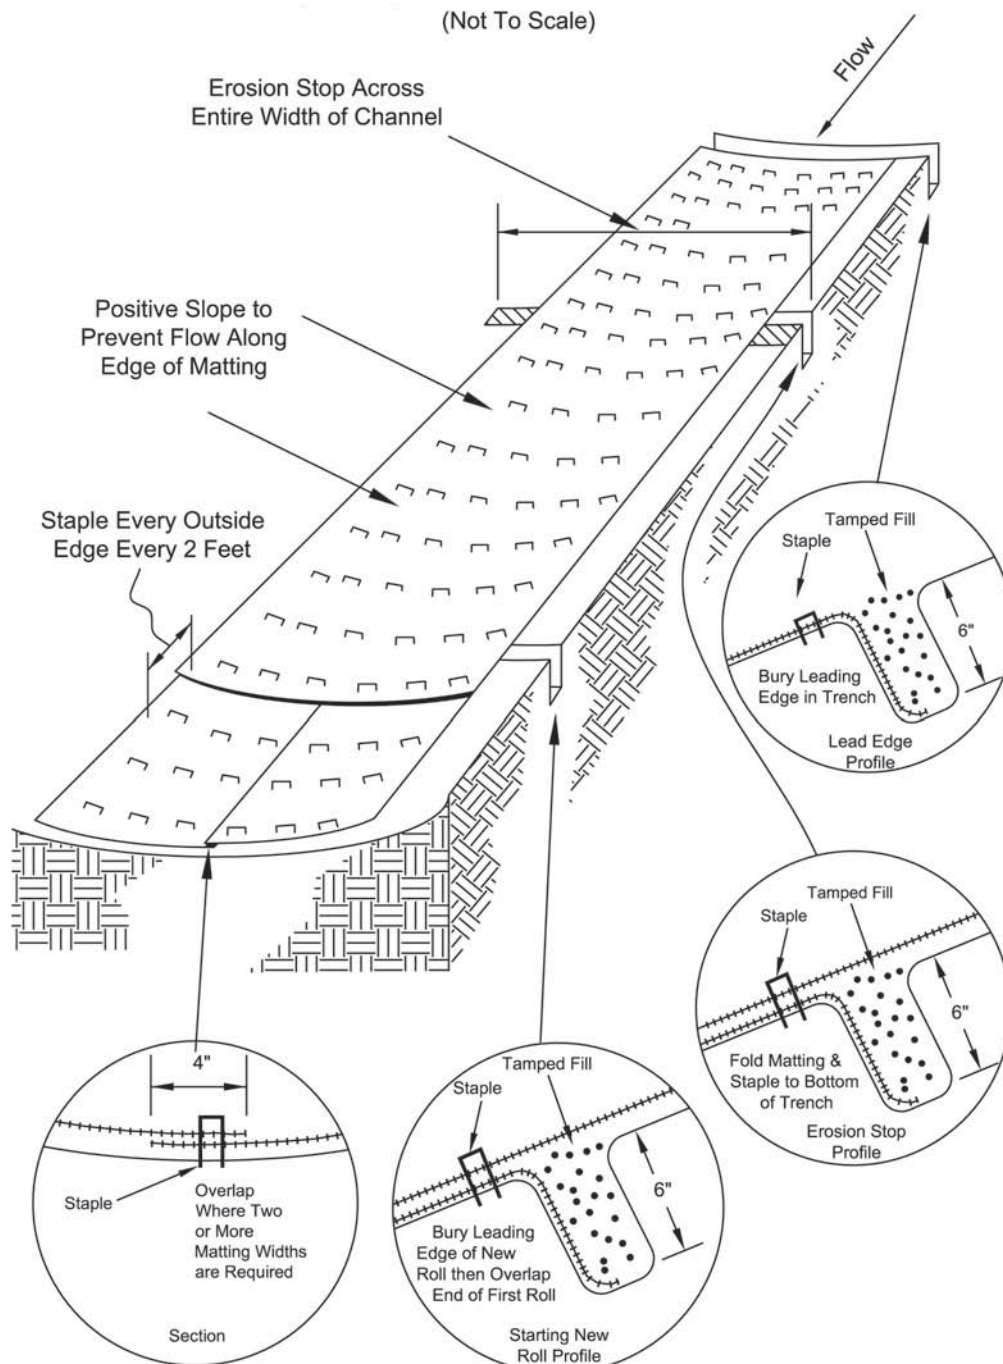 (Not To Scale)
Flow
Erosion Stop Across
Entire Width of Channel
Positive Slope to
Prevent Flow Along
Edge of Matting
Staple Every Outside
Edge Every 2 Feet
Tamped Fill
Staple
6"
Bury Leading
Edge in Trench
Lead Edge
Profile
Tamped Fill
Staple
6"
Fold Matting &
Staple to Bottom
of Trench
Erosion Stop
Profile
4"
Staple
Overlap
Where Two
or More
Matting Widths
are Required
Section
Tamped Fill
Staple
6"
Bury Leading
Edge of New
Roll then Overlap
End of First Roll
Starting New
Roll Profile